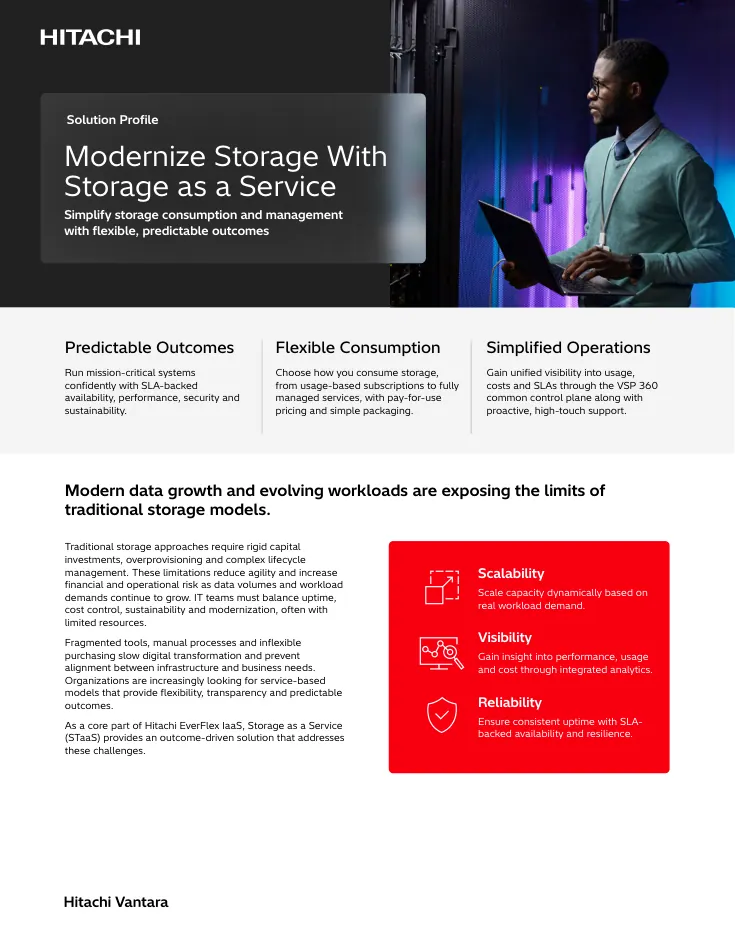 HITACHI
Solution Profile
Modernize Storage With
Storage as a Service
Simplify storage consumption and management
with flexible, predictable outcomes
Predictable Outcomes
Run mission-critical systems
confidently with SLA-backed
availability, performance, security and
sustainability.
Flexible Consumption
Choose how you consume storage,
from usage-based subscriptions to fully
managed services, with pay-for-use
pricing and simple packaging.
Simplified Operations
Gain unified visibility into usage,
costs and SLAs through the VSP 360
common control plane along with
proactive, high-touch support.
Modern data growth and evolving workloads are exposing the limits of
traditional storage models.
Traditional storage approaches require rigid capital
investments, overprovisioning and complex lifecycle
management. These limitations reduce agility and increase
financial and operational risk as data volumes and workload
demands continue to grow. IT teams must balance uptime,
cost control, sustainability and modernization, often with
limited resources.
Fragmented tools, manual processes and inflexible
purchasing slow digital transformation and prevent
alignment between infrastructure and business needs.
Organizations are increasingly looking for service-based
models that provide flexibility, transparency and predictable
outcomes.
As a core part of Hitachi EverFlex IaaS, Storage as a Service
(STaaS) provides an outcome-driven solution that addresses
these challenges.
Scalability
Scale capacity dynamically based on
real workload demand.
Visibility
Gain insight into performance, usage
and cost through integrated analytics.
Reliability
Ensure consistent uptime with SLA-
backed availability and resilience.
Hitachi Vantara